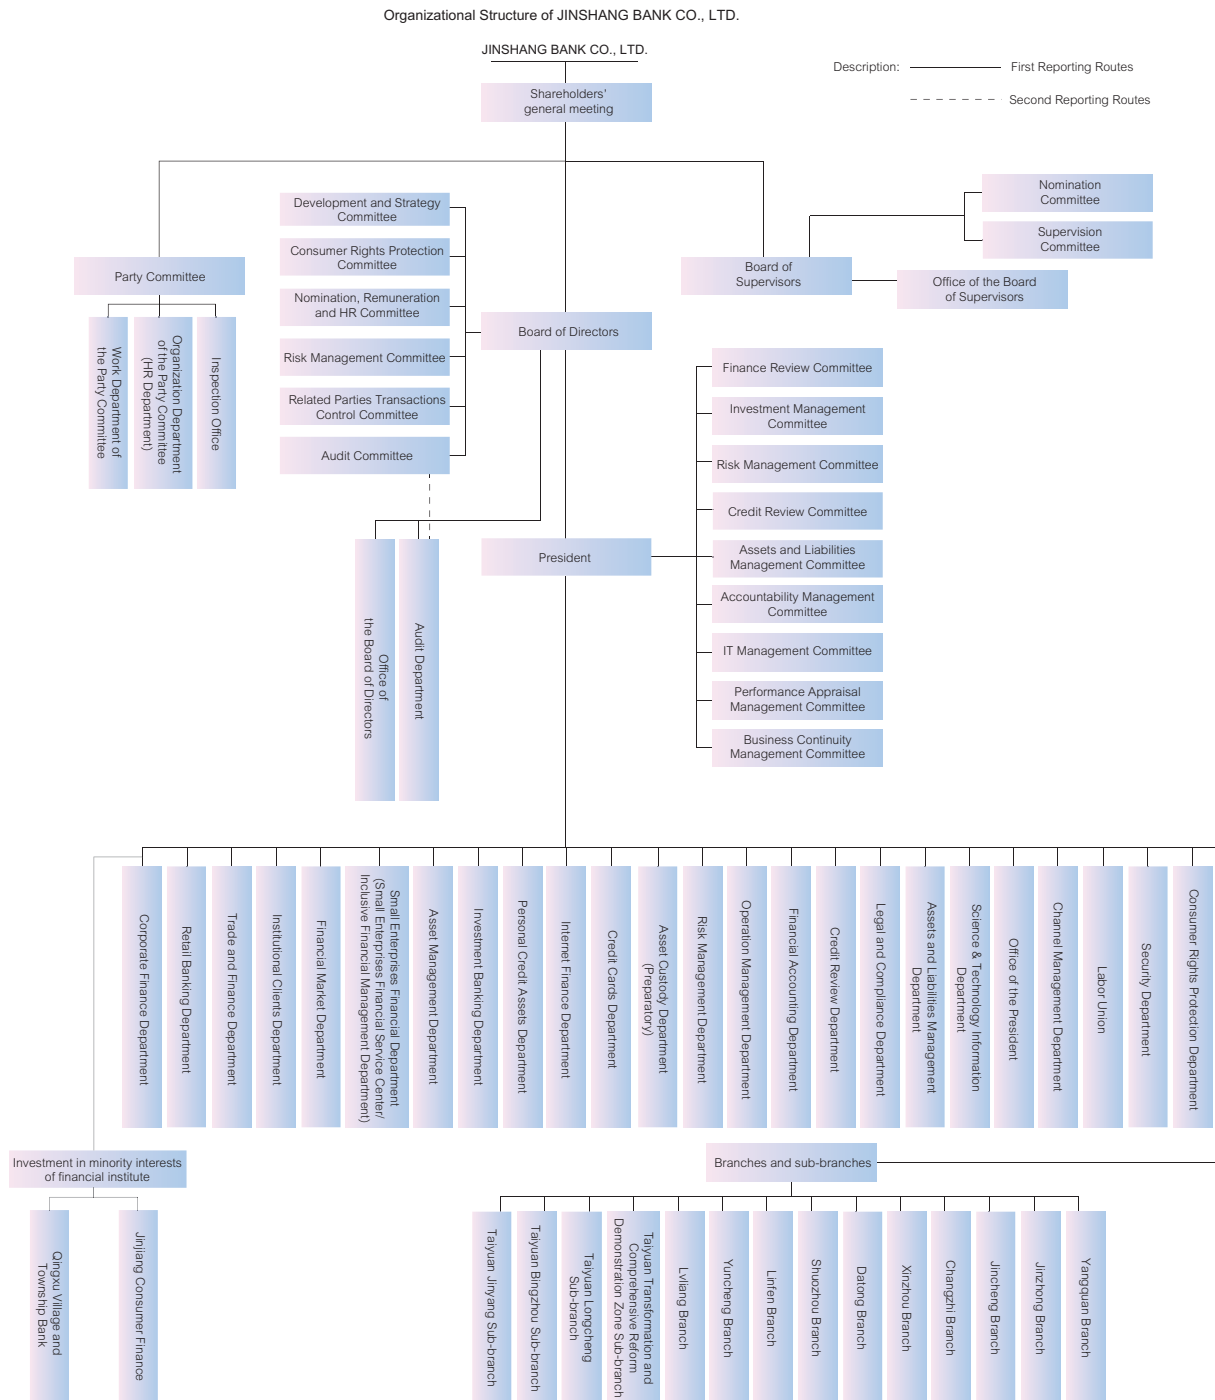 Organizational Structure of JINSHANG BANK CO., LTD.
JINSHANG BANK CO., LTD.
Description:
First Reporting Routes
Second Reporting Routes
Shareholders'
general meeting
Nomination
Committee
Supervision
Committee
Development and Strategy
Committee
Consumer Rights Protection
Committee
Nomination, Remuneration
and HR Committee
Risk Management Committee
Related Parties Transactions
Control Committee
Audit Committee
Party Committee
Board of
Supervisors
Office of the Board
of Supervisors
Board of Directors
Work Department of
the Party Committee
Organization Department
of the Party Committee
(HR Department)
Inspection Office
Finance Review Committee
Investment Management
Committee
Risk Management Committee
Credit Review Committee
Assets and Liabilities
Management Committee
Accountability Management
Committee
IT Management Committee
Performance Appraisal
Management Committee
Business Continuity
Management Committee
President
Office of
the Board of Directors
Audit Department
Corporate Finance Department
Retail Banking Department
Trade and Finance Department
Institutional Clients Department
Financial Market Department
Small Enterprises Financial Department
(Small Enterprises Financial Service Center/
Inclusive Financial Management Department)
Asset Management Department
Investment Banking Department
Personal Credit Assets Department
Internet Finance Department
Credit Cards Department
Asset Custody Department
(Preparatory)
Risk Management Department
Operation Management Department
Financial Accounting Department
Credit Review Department
Legal and Compliance Department
Assets and Liabilities Management
Department
Science & Technology Information
Department
Office of the President
Channel Management Department
Labor Union
Security Department
Consumer Rights Protection Department
Investment in minority interests
of financial institute
Branches and sub-branches
Qingxu Village and
Township Bank
Jinjiang Consumer Finance
Taiyuan Jinyang Sub-branch
Taiyuan Bingzhou Sub-branch
Taiyuan Longcheng
Sub-branch
Taiyuan Transformation and
Comprehensive Reform
Demonstration Zone Sub-branch
Lvliang Branch
Yuncheng Branch
Linfen Branch
Shuozhou Branch
Datong Branch
Xinzhou Branch
Changzhi Branch
Jincheng Branch
Jinzhong Branch
Yangquan Branch